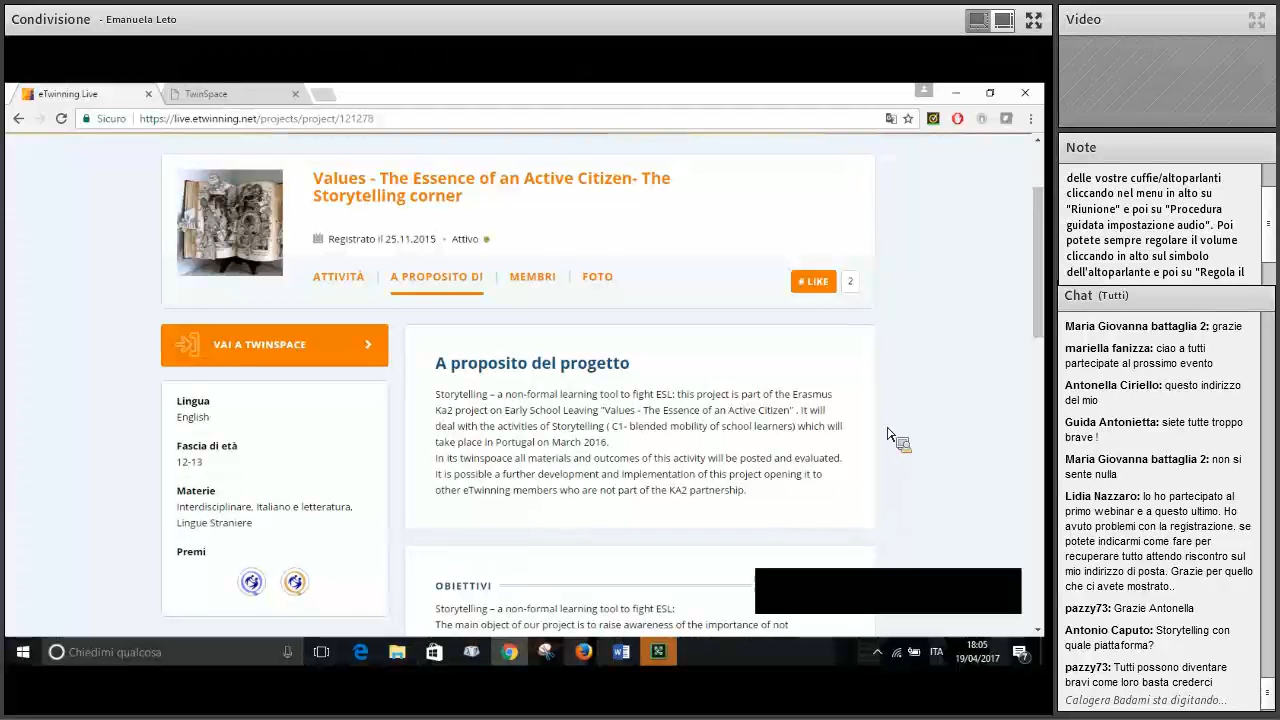 Condivisione - Emanuela Leto
eTwinning Live
TwinSpace
Sicuro
https://live.etwinning.net/projects/project/121278
Values - The Essence of an Active Citizen- The
Storytelling corner
Registrato il 25.11.2015 • Attivo
ATTIVITÀ
A PROPOSITO DI
MEMBRI
FOTO
# LIKE
2
VAI A TWINSPACE
Lingua
English
Fascia di età
12-13
Materie
Interdisciplinare, Italiano e letteratura,
Lingue Straniere
Premi
A proposito del progetto
Storytelling – a non-formal learning tool to fight ESL: this project is part of the Erasmus
Ka2 project on Early School Leaving "Values - The Essence of an Active Citizen" . It will
deal with the activities of Storytelling ( C1- blended mobility of school learners) which will
take place in Portugal on March 2016.
In its twinspoace all materials and outcomes of this activity will be posted and evaluated.
It is possible a further development and implementation of this project opening it to
other eTwinning members who are not part of the KA2 partnership.
OBIETTIVI
Storytelling – a non-formal learning tool to fight ESL:
The main object of our project is to raise awareness of the importance of not
Chiedimi qualcosa
ITA
18:05
19/04/2017
7
Video
Note
delle vostre cuffie/altoparlanti
cliccando nel menu in alto su
"Riunione" e poi su "Procedura
guidata impostazione audio". Poi
potete sempre regolare il volume
cliccando in alto sul simbolo
dell'altoparlante e poi su "Regola il
Chat (Tutti)
Maria Giovanna battaglia 2: grazie
mariella fanizza: ciao a tutti
partecipate al prossimo evento
Antonella Ciriello: questo indirizzo
del mio
Guida Antonietta: siete tutte troppo
brave !
Maria Giovanna battaglia 2: non si
sente nulla
Lidia Nazzaro: Io ho partecipato al
primo webinar e a questo ultimo. Ho
avuto problemi con la registrazione. se
potete indicarmi come fare per
recuperare tutto attendo riscontro sul
mio indirizzo di posta. Grazie per quello
che ci avete mostrato..
pazzy73: Grazie Antonella
Antonio Caputo: Storytelling con
quale piattaforma?
pazzy73: Tutti possono diventare
bravi come loro basta crederci
Calogera Badami sta digitando...